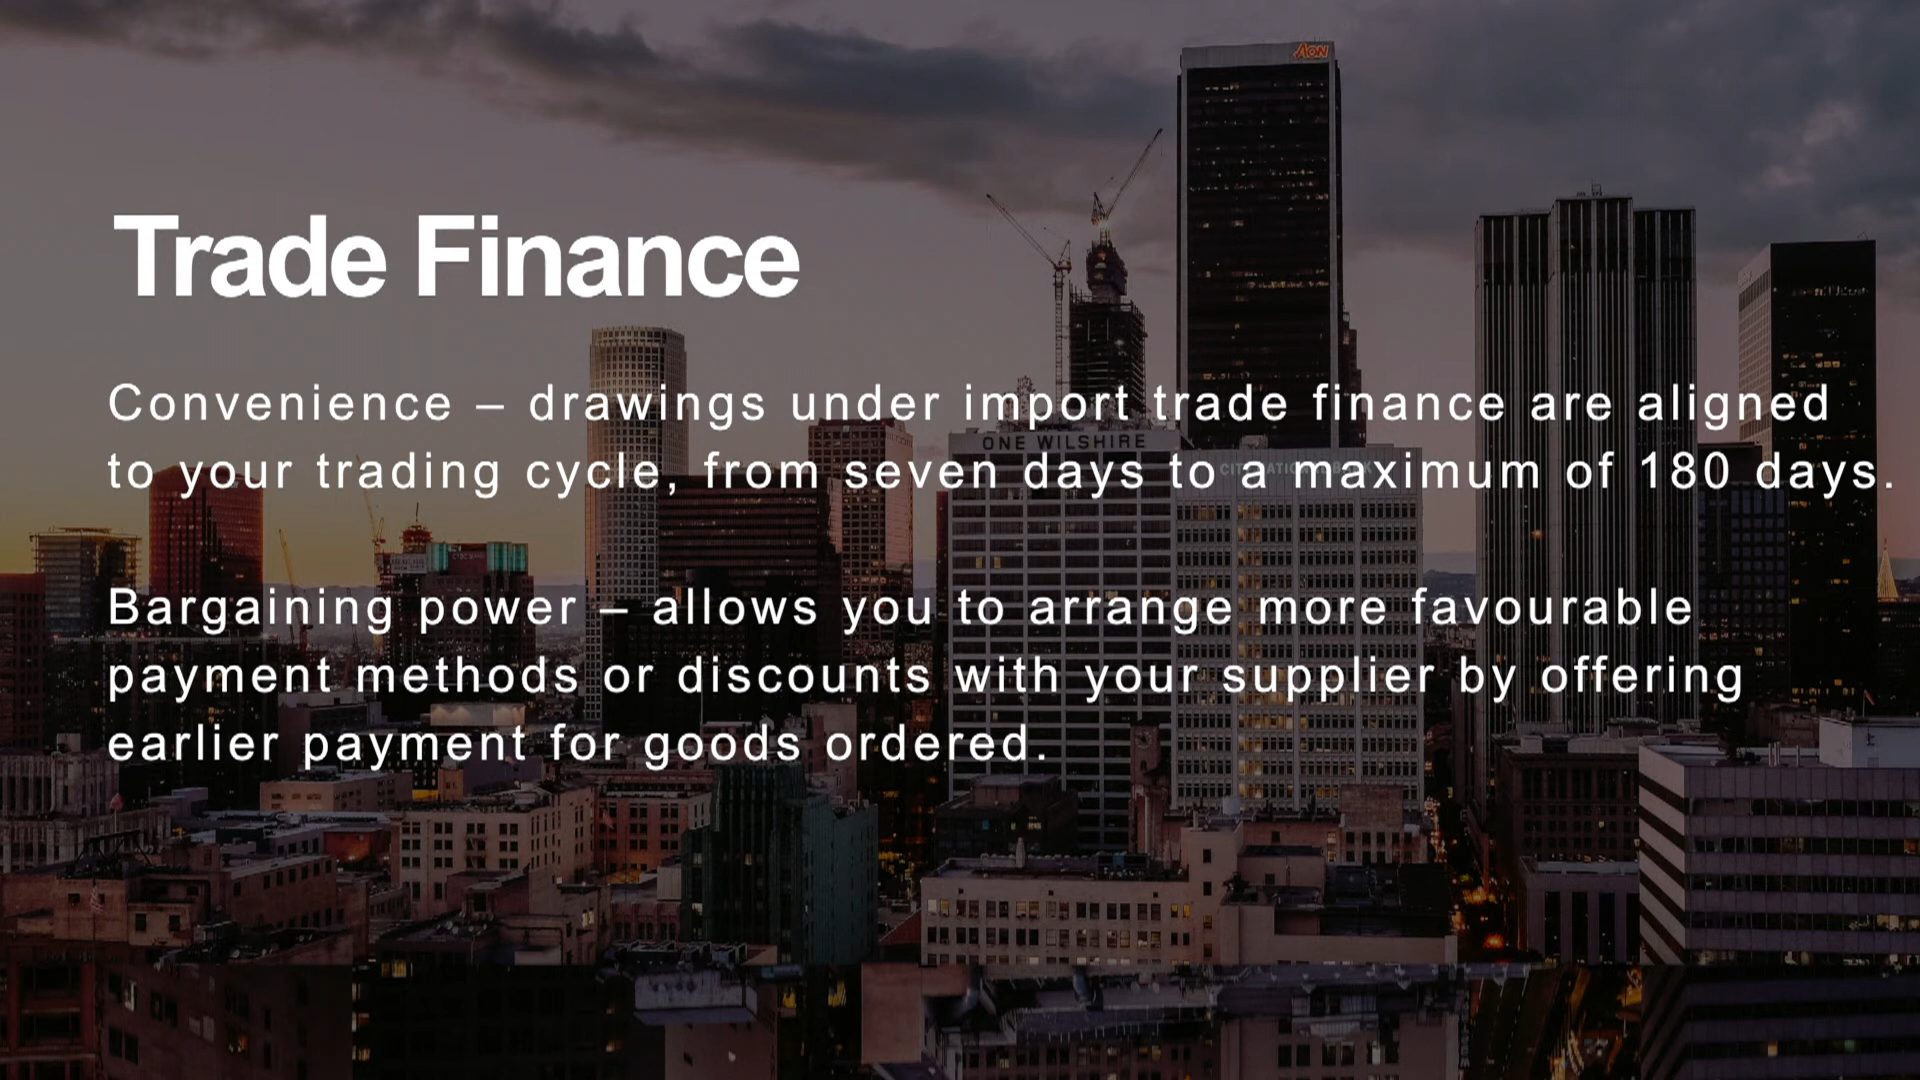 AON
Trade Finance
Convenience – drawings under import trade finance are aligned
ONE WILSHIRE
to your trading cycle, from seven days to a maximum of 180 days.
Bargaining power – allows you to arrange more favourable
payment methods or discounts with your supplier by offering
earlier payment for goods ordered.